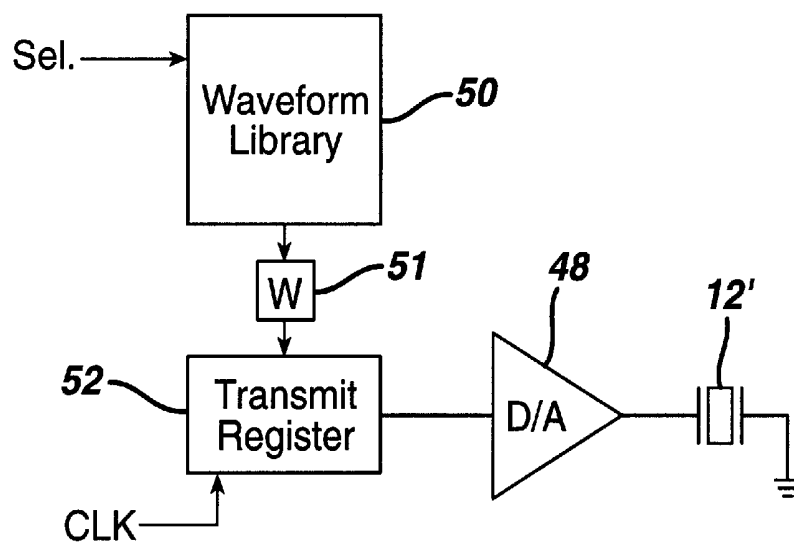 Sel.
Waveform
Library
50
W
51
48
12'
52
Transmit
Register
D/A
CLK